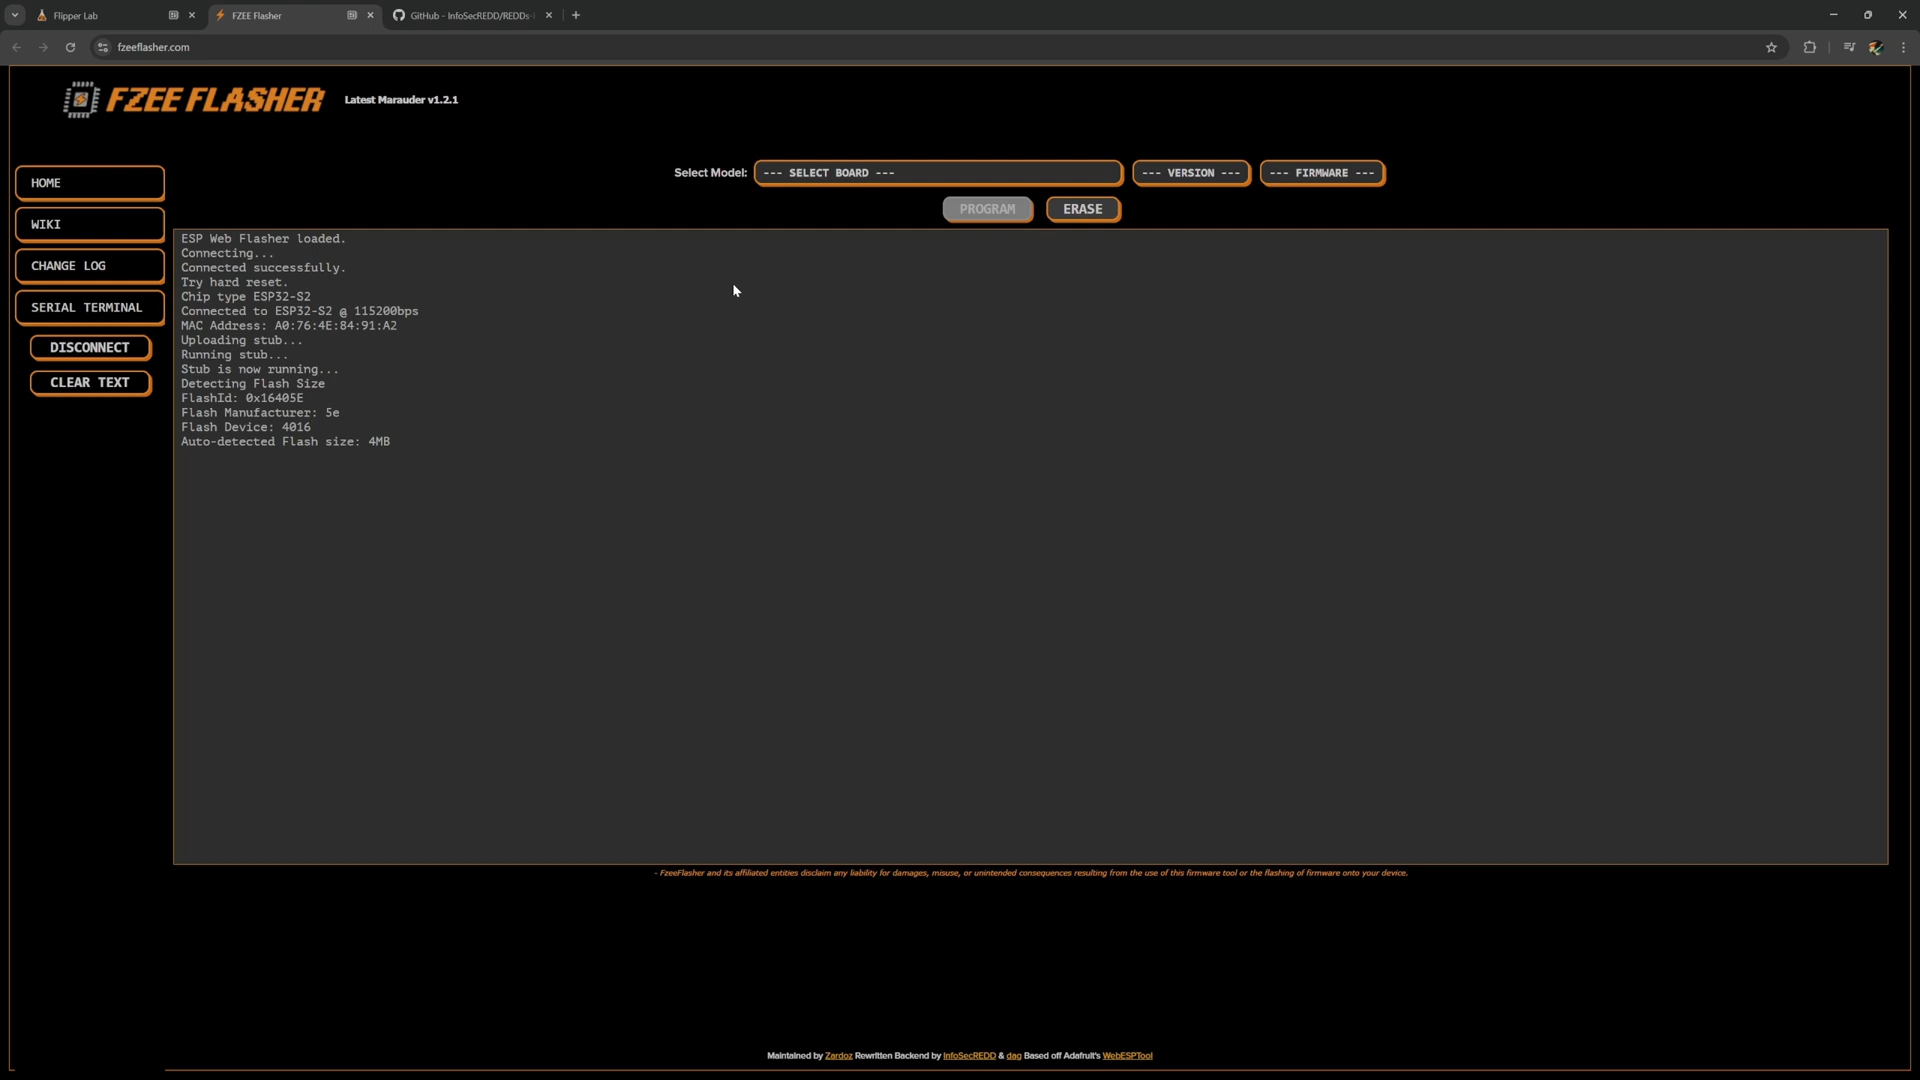 Flipper Lab
FZEE Flasher
GitHub - InfoSecREDD/REDDs-
fzeeflasher.com
FZEE FLASHER
Latest Marauder v1.2.1
Select Model:
--- SELECT BOARD ---
--- VERSION ---
--- FIRMWARE ---
PROGRAM
ERASE
HOME
WIKI
CHANGE LOG
SERIAL TERMINAL
DISCONNECT
CLEAR TEXT
ESP Web Flasher loaded.
Connecting...
Connected successfully.
Try hard reset.
Chip type ESP32-S2
Connected to ESP32-S2 @ 115200bps
MAC Address: A0:76:4E:84:91:A2
Uploading stub...
Running stub...
Stub is now running...
Detecting Flash Size
FlashId: 0x16405E
Flash Manufacturer: 5e
Flash Device: 4016
Auto-detected Flash size: 4MB
- FzeeFlasher and its affiliated entities disclaim any liability for damages, misuse, or unintended consequences resulting from the use of this firmware tool or the flashing of firmware onto your device.
Maintained by Zardoz Rewritten Backend by InfoSecREDD & dag Based off Adafruit's WebESPTool